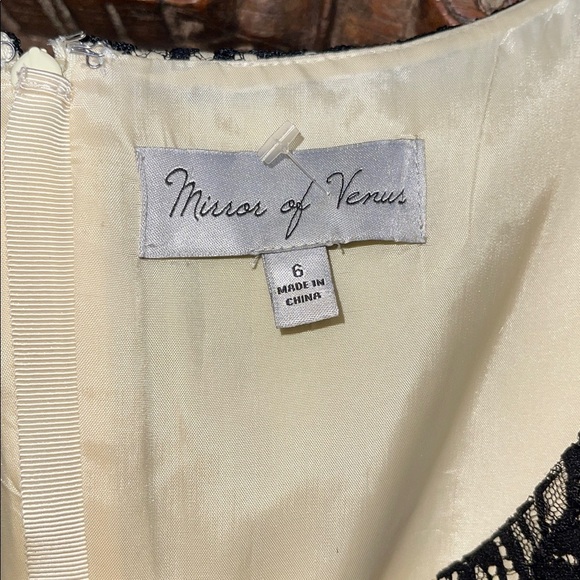 Mirror of Venus
6
MADE IN
CHINA